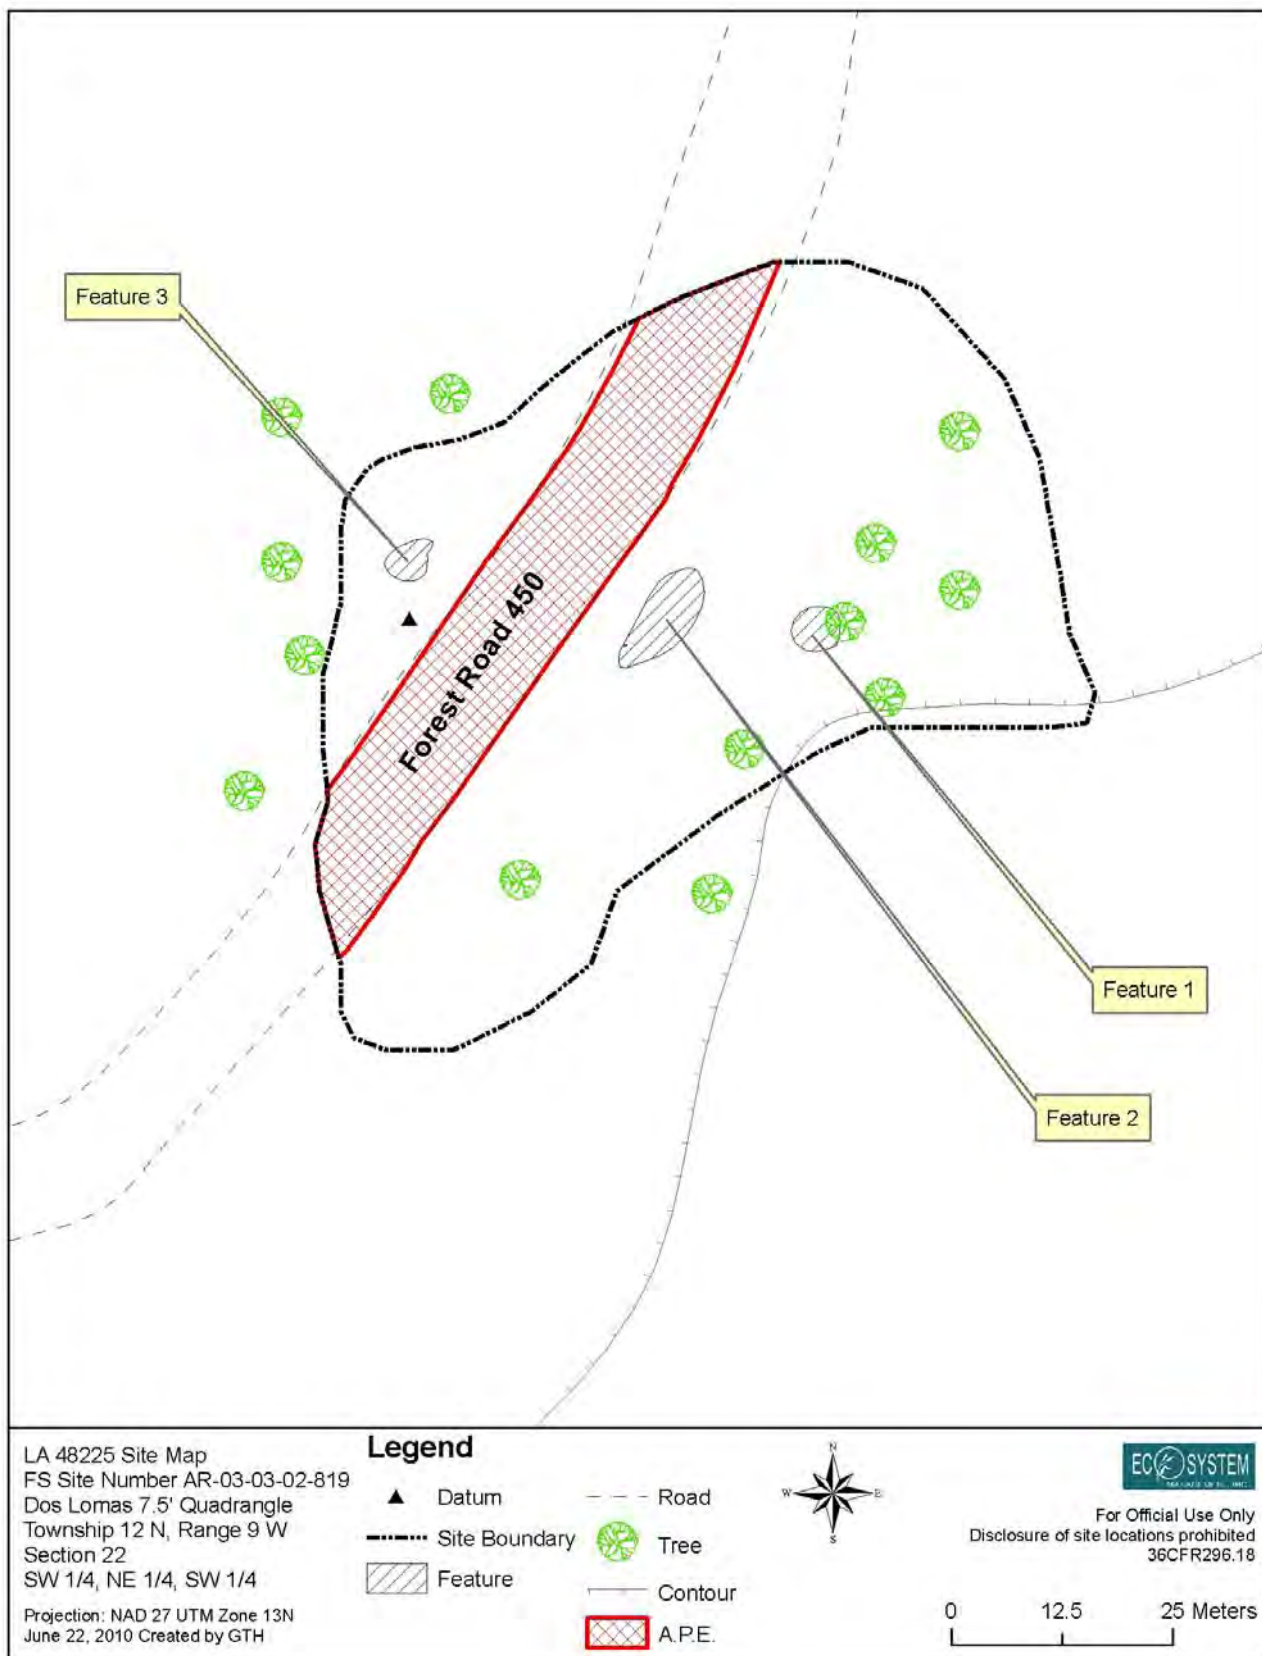 Feature 3
Forest Road 450
Feature 1
Feature 2
LA 48225 Site Map
FS Site Number AR-03-03-02-819
Dos Lomas 7.5' Quadrangle
Township 12 N, Range 9 W
Section 22
SW 1/4, NE 1/4, SW 1/4
Projection: NAD 27 UTM Zone 13N
June 22, 2010 Created by GTH
Legend
Datum
Site Boundary
Feature
Road
Tree
Contour
A.P.E.
N
W E
S
ECOSYSTEM
For Official Use Only
Disclosure of site locations prohibited
36CFR296.18
0 12.5 25 Meters